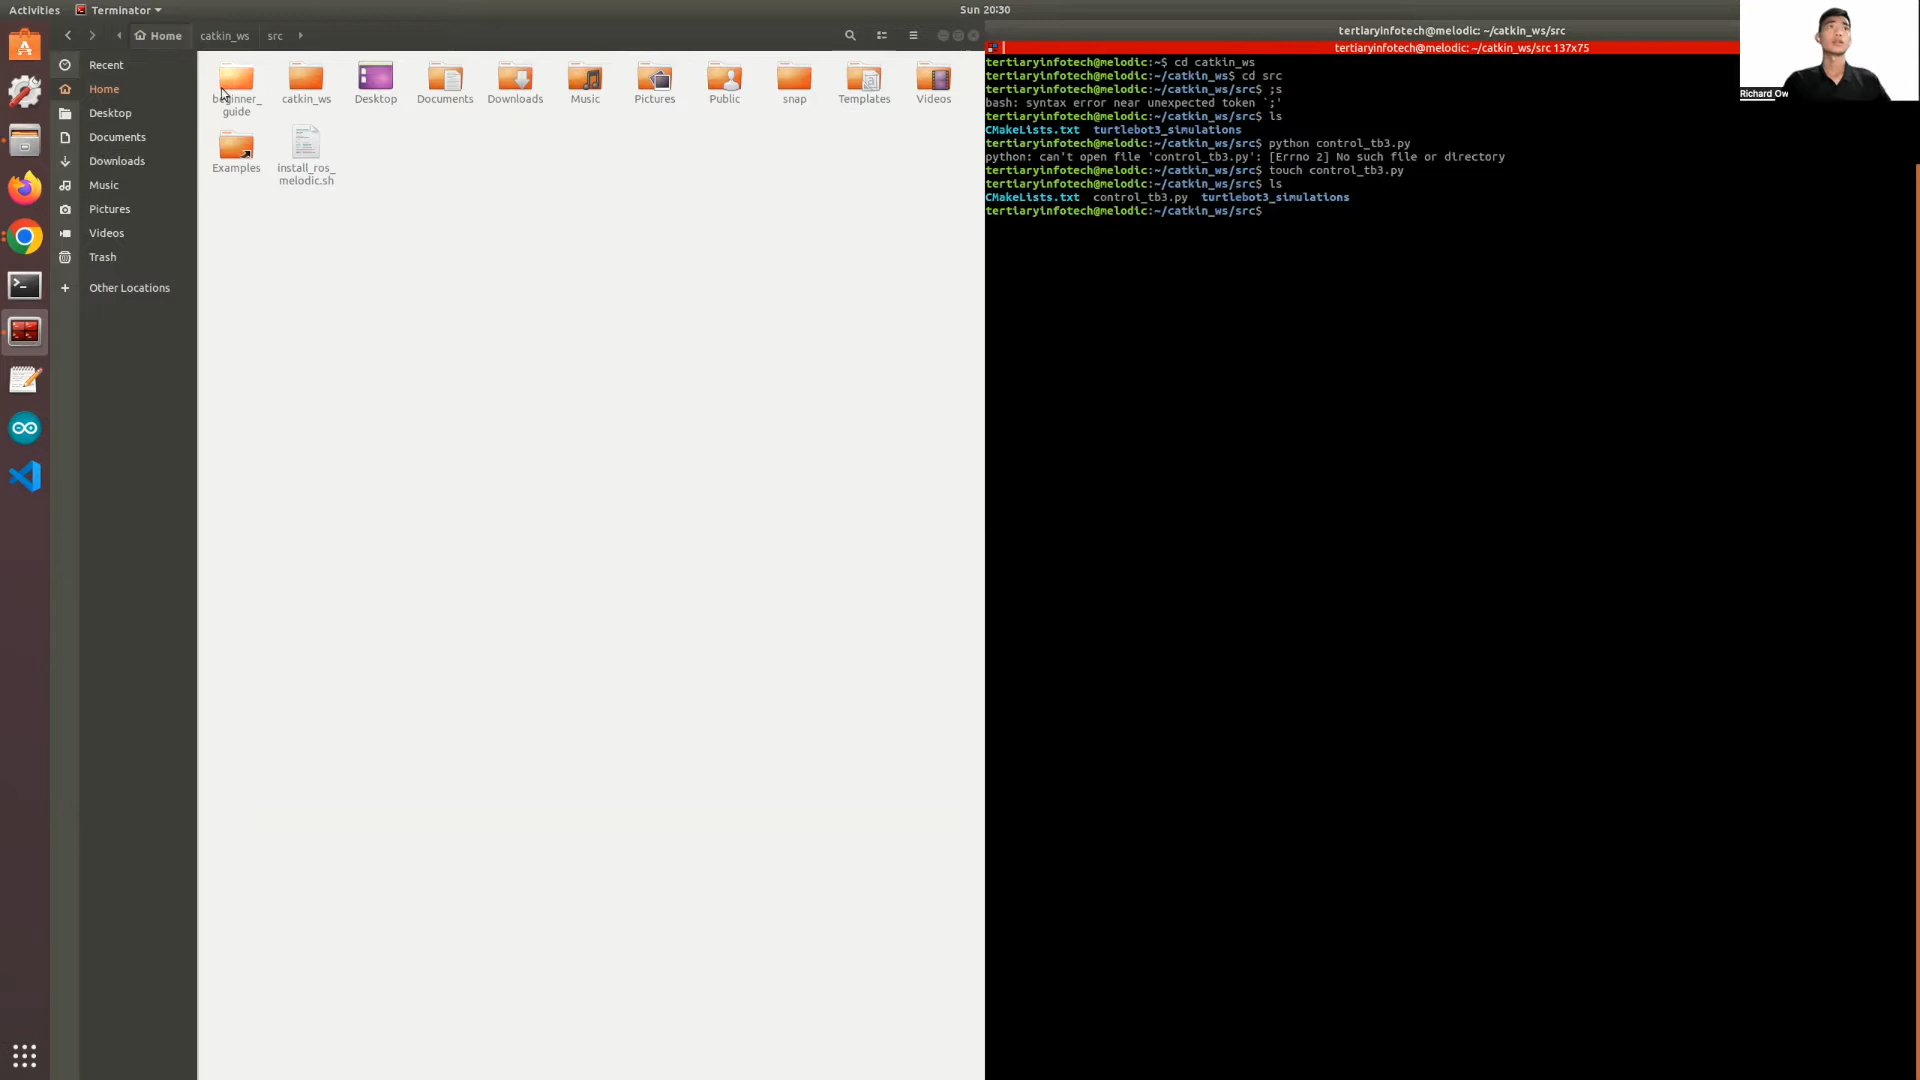 Activities
Terminator
Sun 20:30
Home
catkin_ws
src
Recent
Home
Desktop
Documents
Downloads
Music
Pictures
Videos
Trash
Other Locations
beginner_
guide
catkin_ws
Desktop
Documents
Downloads
Music
Pictures
Public
snap
Templates
Videos
Examples
install_ros_
melodic.sh
tertiaryinfotech@melodic: ~/catkin_ws/src
tertiaryinfotech@melodic: ~/catkin_ws/src 137x75
tertiaryinfotech@melodic:~$ cd catkin_ws
tertiaryinfotech@melodic:~/catkin_ws$ cd src
tertiaryinfotech@melodic:~/catkin_ws/src$ ;s
bash: syntax error near unexpected token `;'
tertiaryinfotech@melodic:~/catkin_ws/src$ ls
CMakeLists.txt  turtlebot3_simulations
tertiaryinfotech@melodic:~/catkin_ws/src$ python control_tb3.py
python: can't open file 'control_tb3.py': [Errno 2] No such file or directory
tertiaryinfotech@melodic:~/catkin_ws/src$ touch control_tb3.py
tertiaryinfotech@melodic:~/catkin_ws/src$ ls
CMakeLists.txt  control_tb3.py  turtlebot3_simulations
tertiaryinfotech@melodic:~/catkin_ws/src$
Richard Ow